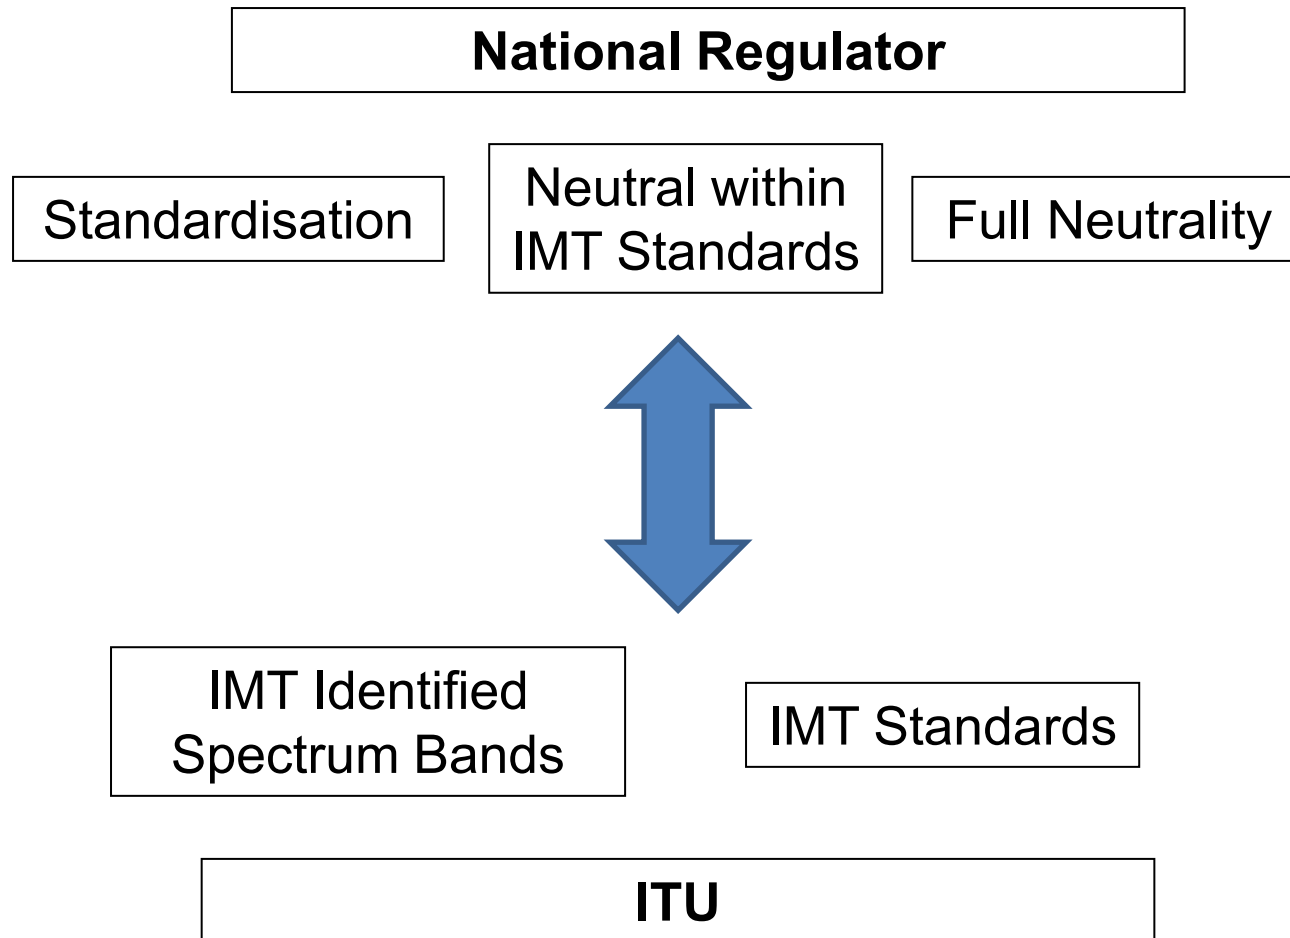 National Regulator
Standardisation
Neutral within
IMT Standards
Full Neutrality
IMT Identified
Spectrum Bands
IMT Standards
ITU